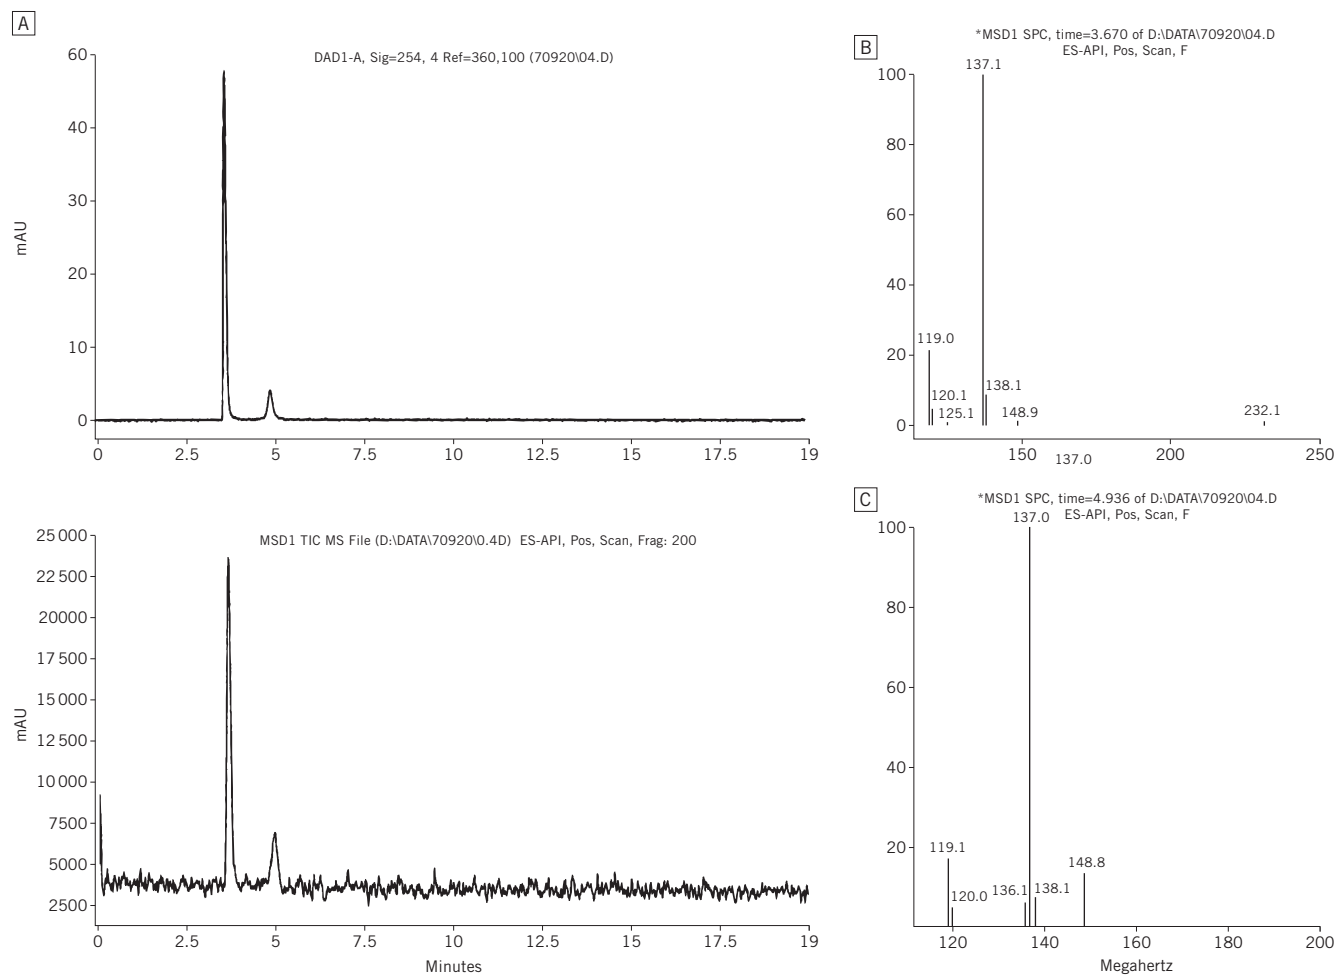 A
DAD1-A, Sig=254, 4 Ref=360,100 (70920\04.D)
60
40
30
20
10
0
mAU
0 2.5 5 7.5 10 12.5 15 17.5 19
MSD1 TIC MS File (D:\DATA\70920\0.4D) ES-API, Pos, Scan, Frag: 200
25 000
22 500
20000
17 500
15 000
12 500
10 000
7500
5000
2500
mAU
0 2.5 5 7.5 10 12.5 15 17.5 19
Minutes
B
*MSD1 SPC, time=3.670 of D:\DATA\70920\04.D
ES-API, Pos, Scan, F
137.1
100
80
60
40
20
0
119.0
120.1
125.1
138.1
148.9
232.1
150 200 250
137.0
C
*MSD1 SPC, time=4.936 of D:\DATA\70920\04.D
137.0 ES-API, Pos, Scan, F
100
80
60
40
20
119.1
120.0
136.1
138.1
148.8
120 140 160 180 200
Megahertz